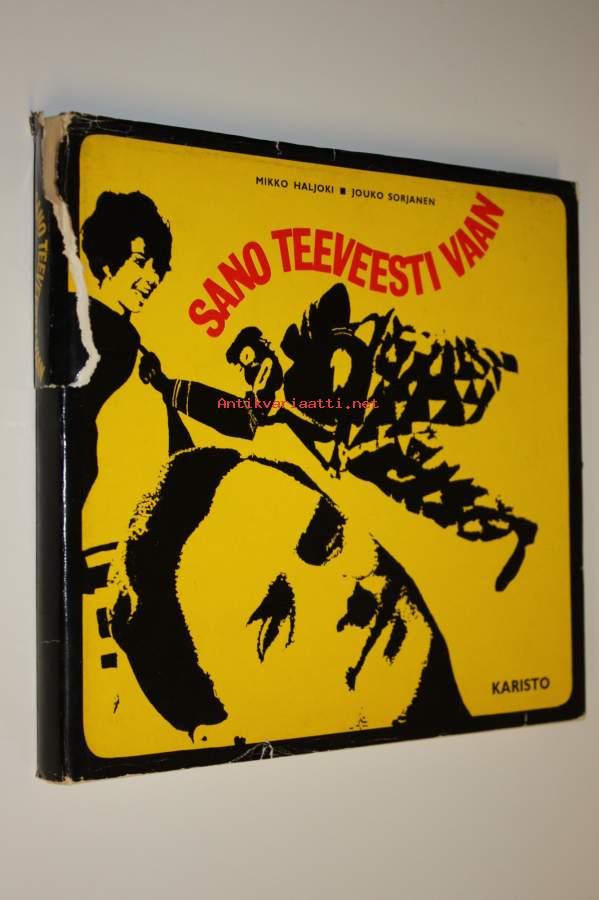 MIKKO HALJOKI ■ JOUKO SORJANEN
SANO TEEVEESTI VAAN
Antikvariaatti.net
KARISTO